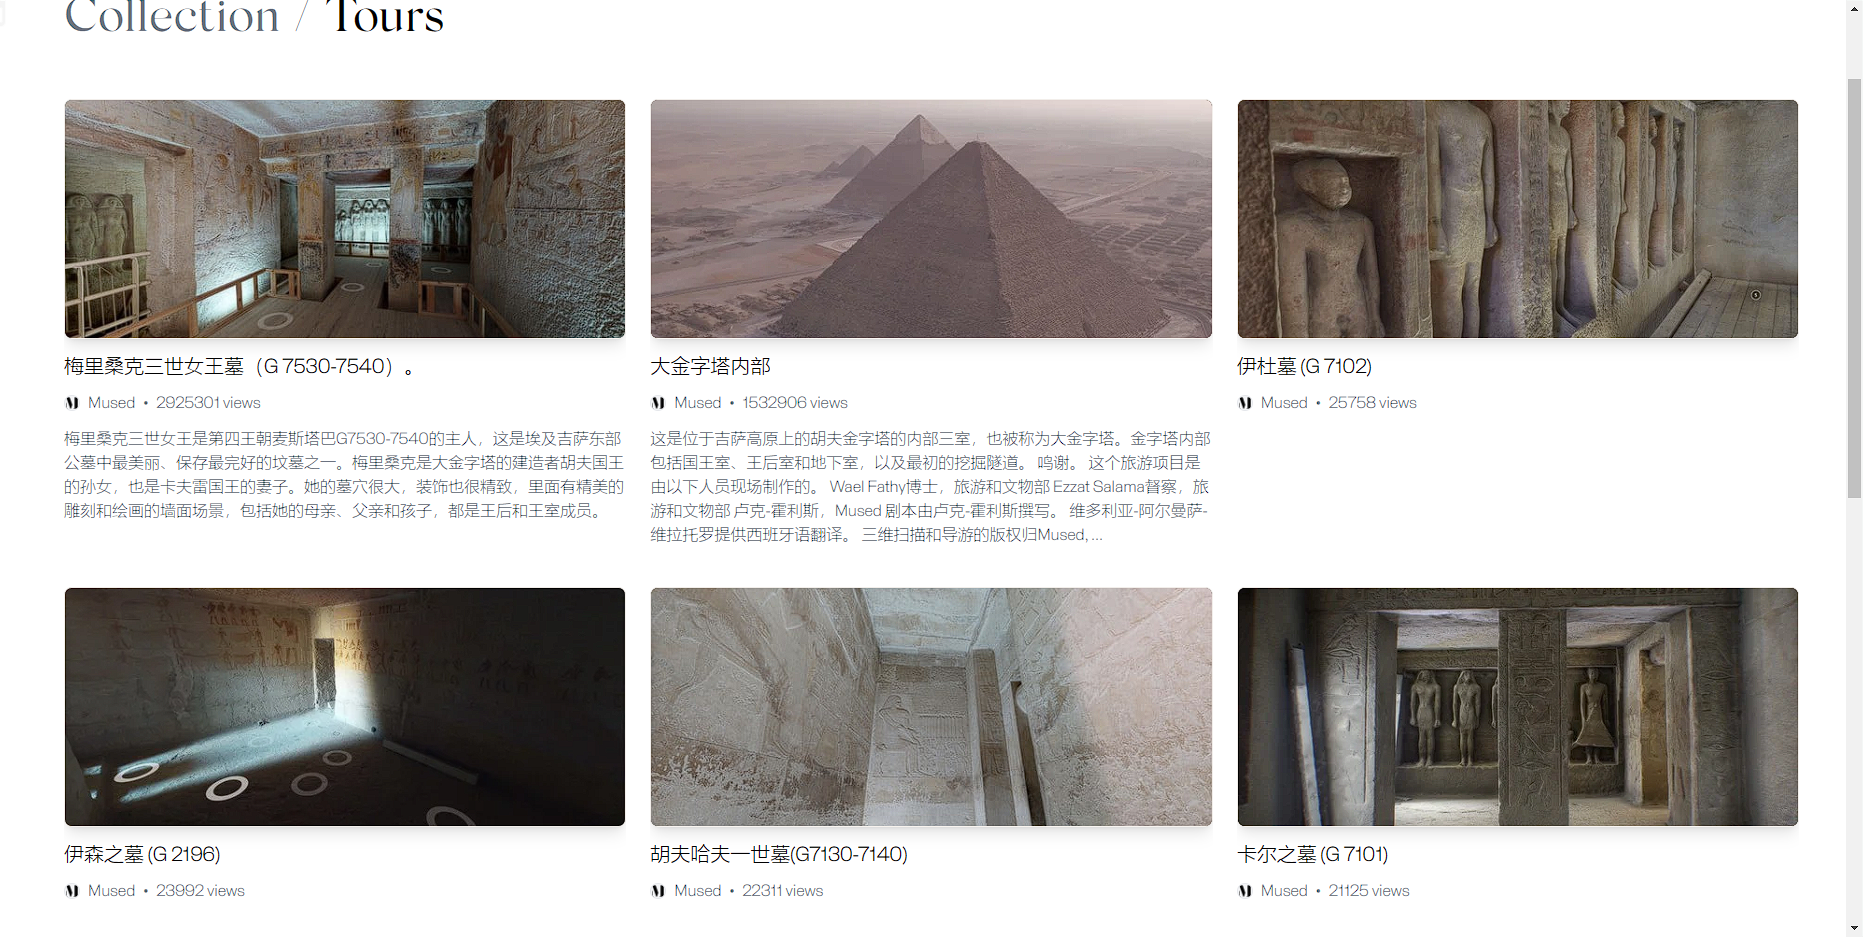 Collection / Tours
梅里桑克三世女王墓（G 7530-7540）。
Mused • 2925301 views
梅里桑克三世女王是第四王朝麦斯塔巴G7530-7540的主人，这是埃及吉萨东部
公墓中最美丽、保存最完好的坟墓之一。梅里桑克是大金字塔的建造者胡夫国王
的孙女，也是卡夫雷国王的妻子。她的墓穴很大，装饰也很精致，里面有精美的
雕刻和绘画的墙面场景，包括她的母亲、父亲和孩子，都是王后和王室成员。
大金字塔内部
Mused • 1532906 views
这是位于吉萨高原上的胡夫金字塔的内部三室，也被称为大金字塔。金字塔内部
包括国王室、王后室和地下室，以及最初的挖掘隧道。 鸣谢。 这个旅游项目是
由以下人员现场制作的。 Wael Fathy博士，旅游和文物部 Ezzat Salama督察，旅
游和文物部 卢克-霍利斯，Mused 剧本由卢克-霍利斯撰写。 维多利亚-阿尔曼萨-
维拉托罗提供西班牙语翻译。 三维扫描和导游的版权归Mused, ...
伊杜墓 (G 7102)
Mused • 25758 views
伊森之墓 (G 2196)
Mused • 23992 views
胡夫哈夫一世墓(G7130-7140)
Mused • 22311 views
卡尔之墓 (G 7101)
Mused • 21125 views